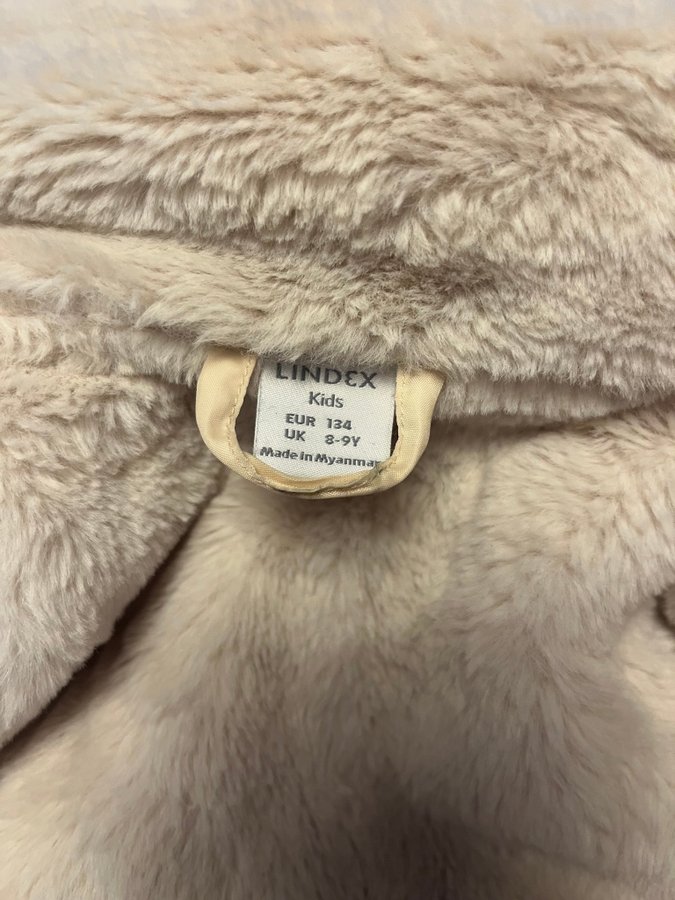 LINDEX
Kids
EUR 134
UK 8-9Y
Made in Myanmar